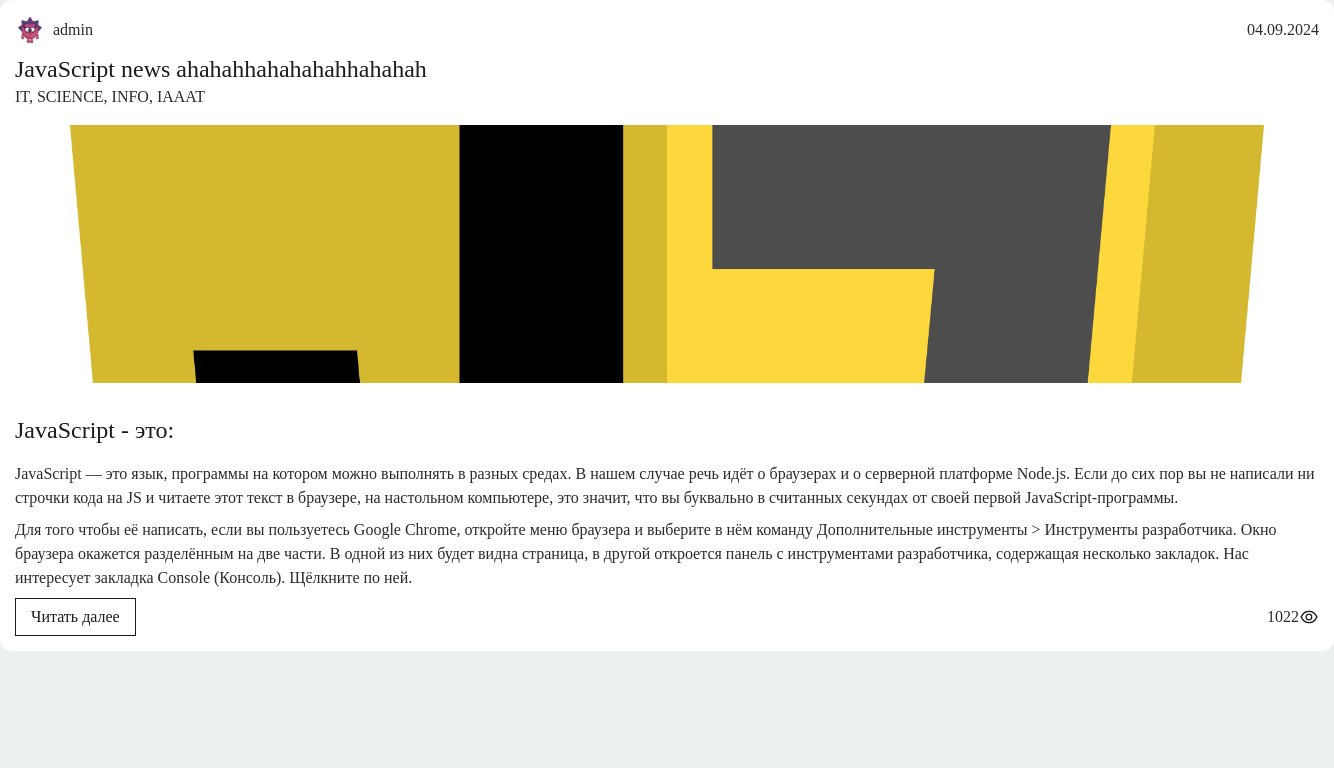 admin
04.09.2024
JavaScript news ahahahhahahahahhahahah
IT, SCIENCE, INFO, IAAAT
JavaScript - это:
JavaScript — это язык, программы на котором можно выполнять в разных средах. В нашем случае речь идёт о браузерах и о серверной платформе Node.js. Если до сих пор вы не написали ни
строчки кода на JS и читаете этот текст в браузере, на настольном компьютере, это значит, что вы буквально в считанных секундах от своей первой JavaScript-программы.
Для того чтобы её написать, если вы пользуетесь Google Chrome, откройте меню браузера и выберите в нём команду Дополнительные инструменты > Инструменты разработчика. Окно
браузера окажется разделённым на две части. В одной из них будет видна страница, в другой откроется панель с инструментами разработчика, содержащая несколько закладок. Нас
интересует закладка Console (Консоль). Щёлкните по ней.
Читать далее
1022